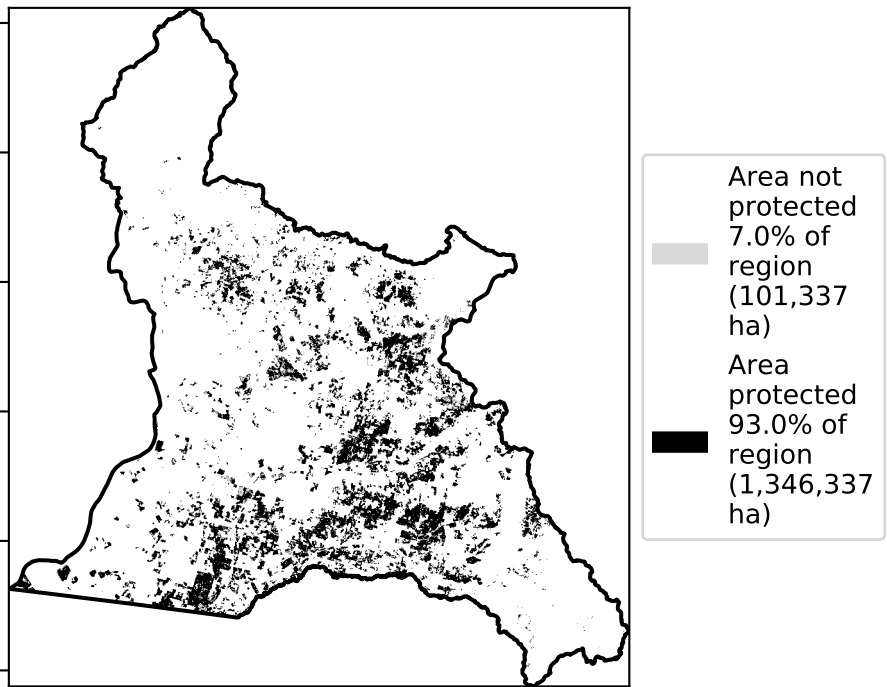 Area not
protected
7.0% of
region
(101,337
ha)
Area
protected
93.0% of
region
(1,346,337
ha)